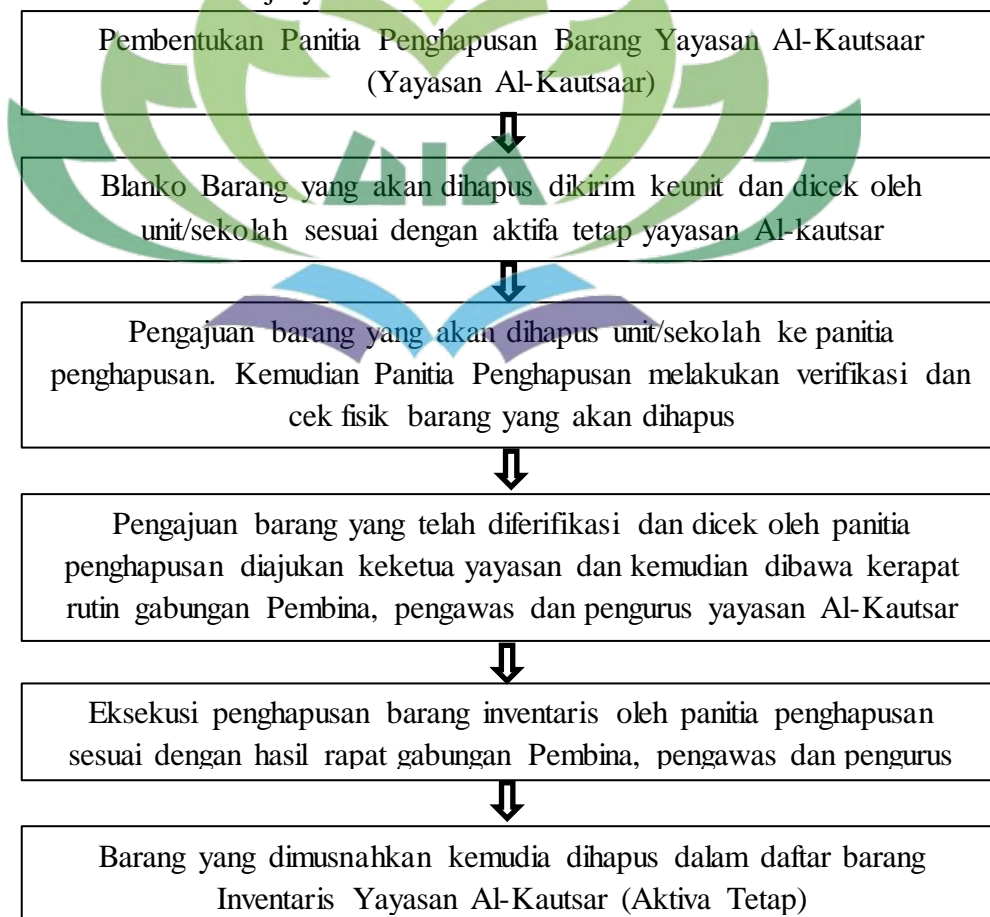 Pembentukan Panitia Penghapusan Barang Yayasan Al-Kautsaar
(Yayasan Al-Kautsaar)
Blanko Barang yang akan dihapus dikirim keunit dan dicek oleh
unit/sekolah sesuai dengan aktifa tetap yayasan Al-kautsar
Pengajuan barang yang akan dihapus unit/sekolah ke panitia
penghapusan. Kemudian Panitia Penghapusan melakukan verifikasi dan
cek fisik barang yang akan dihapus
Pengajuan barang yang telah diferifikasi dan dicek oleh panitia
penghapusan diajukan keketua yayasan dan kemudian dibawa kerapat
rutin gabungan Pembina, pengawas dan pengurus yayasan Al-Kautsar
Eksekusi penghapusan barang inventaris oleh panitia penghapusan
sesuai dengan hasil rapat gabungan Pembina, pengawas dan pengurus
Barang yang dimusnahkan kemudia dihapus dalam daftar barang
Inventaris Yayasan Al-Kautsar (Aktiva Tetap)